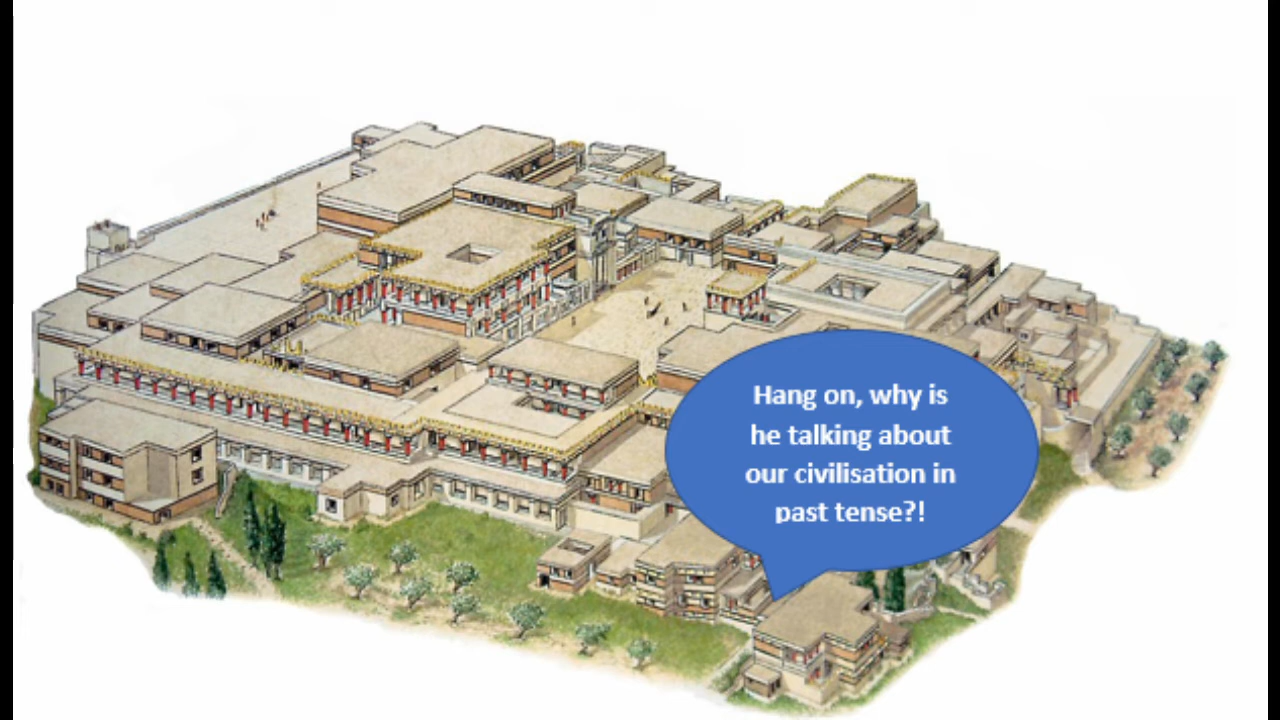 Hang on, why is
he talking about
our civilisation in
past tense?!